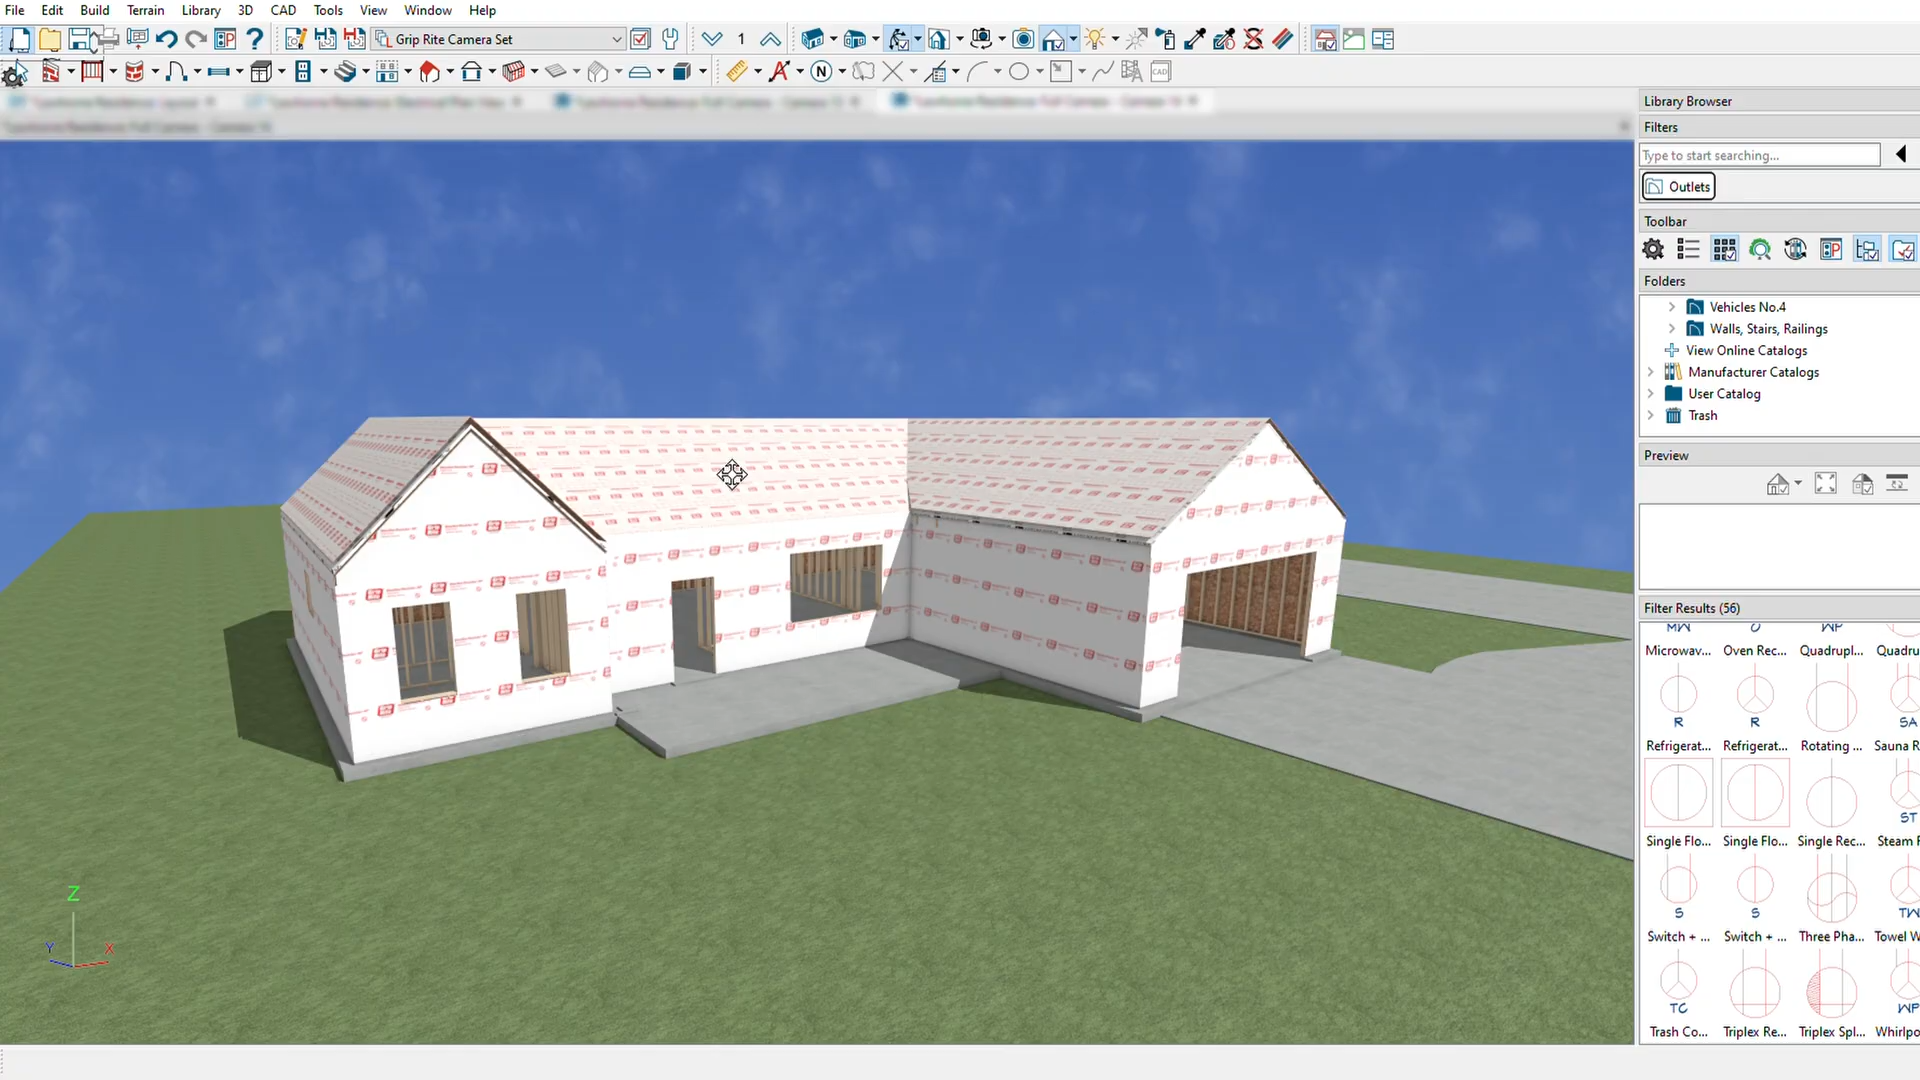 File Edit Build Terrain Library 3D CAD Tools View Window Help
Grip Rite Camera Set
1
N
CAD
Library Browser
Filters
Type to start searching...
Outlets
Toolbar
Folders
Vehicles No.4
Walls, Stairs, Railings
View Online Catalogs
Manufacturer Catalogs
User Catalog
Trash
Preview
Filter Results (56)
MW O WP
Microwav... Oven Rec... Quadrupl... Quadru
R R SA
Refrigerat... Refrigerat... Rotating ... Sauna R
ST
Single Flo... Single Flo... Single Rec... Steam F
S S TW
Switch + ... Switch + ... Three Pha... Towel W
TC WP
Trash Co... Triplex Re... Triplex Spl... Whirlpo
Z
Y X